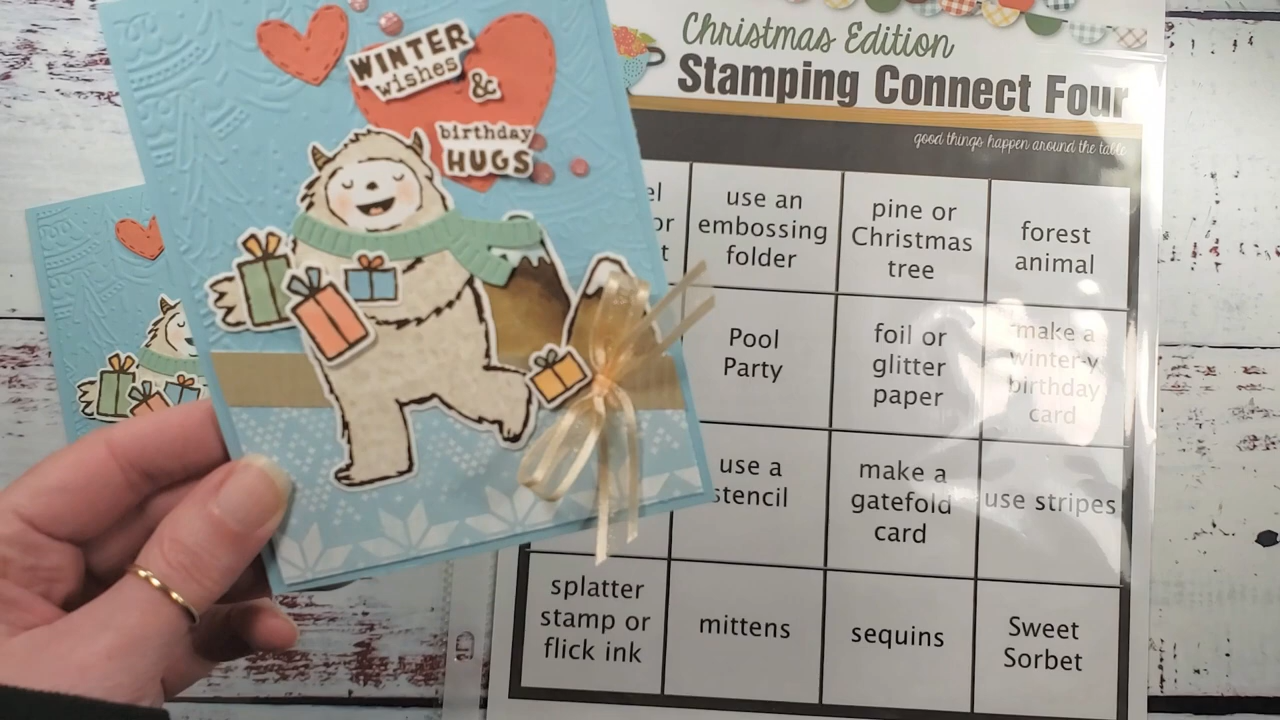 WINTER
wishes &
birthday
HUGS
Christmas Edition
Stamping Connect Four
good things happen around the table
use an
embossing
folder
pine or
Christmas
tree
forest
animal
Pool
Party
foil or
glitter
paper
make a
winter-y
birthday
card
use a
stencil
make a
gatefold
card
use stripes
splatter
stamp or
flick ink
mittens
sequins
Sweet
Sorbet